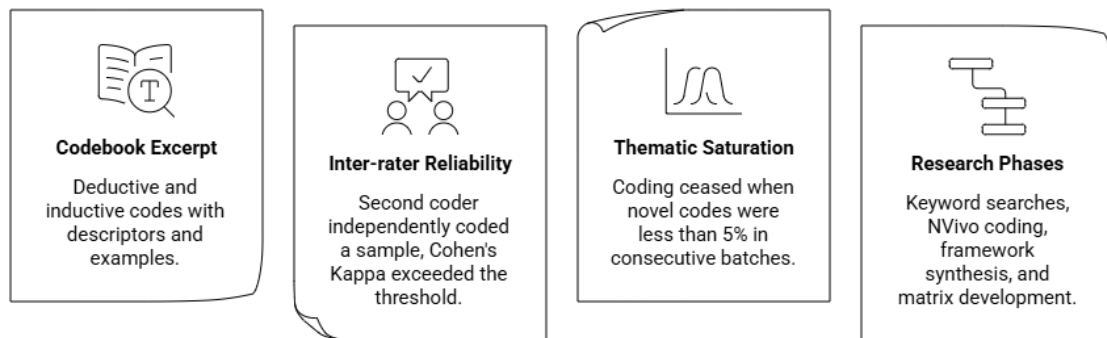 T
Codebook Excerpt
Deductive and
inductive codes with
descriptors and
examples.
Inter-rater Reliability
Second coder
independently coded
a sample, Cohen's
Kappa exceeded the
threshold.
Thematic Saturation
Coding ceased when
novel codes were
less than 5% in
consecutive batches.
Research Phases
Keyword searches,
NVivo coding,
framework
synthesis, and
matrix development.